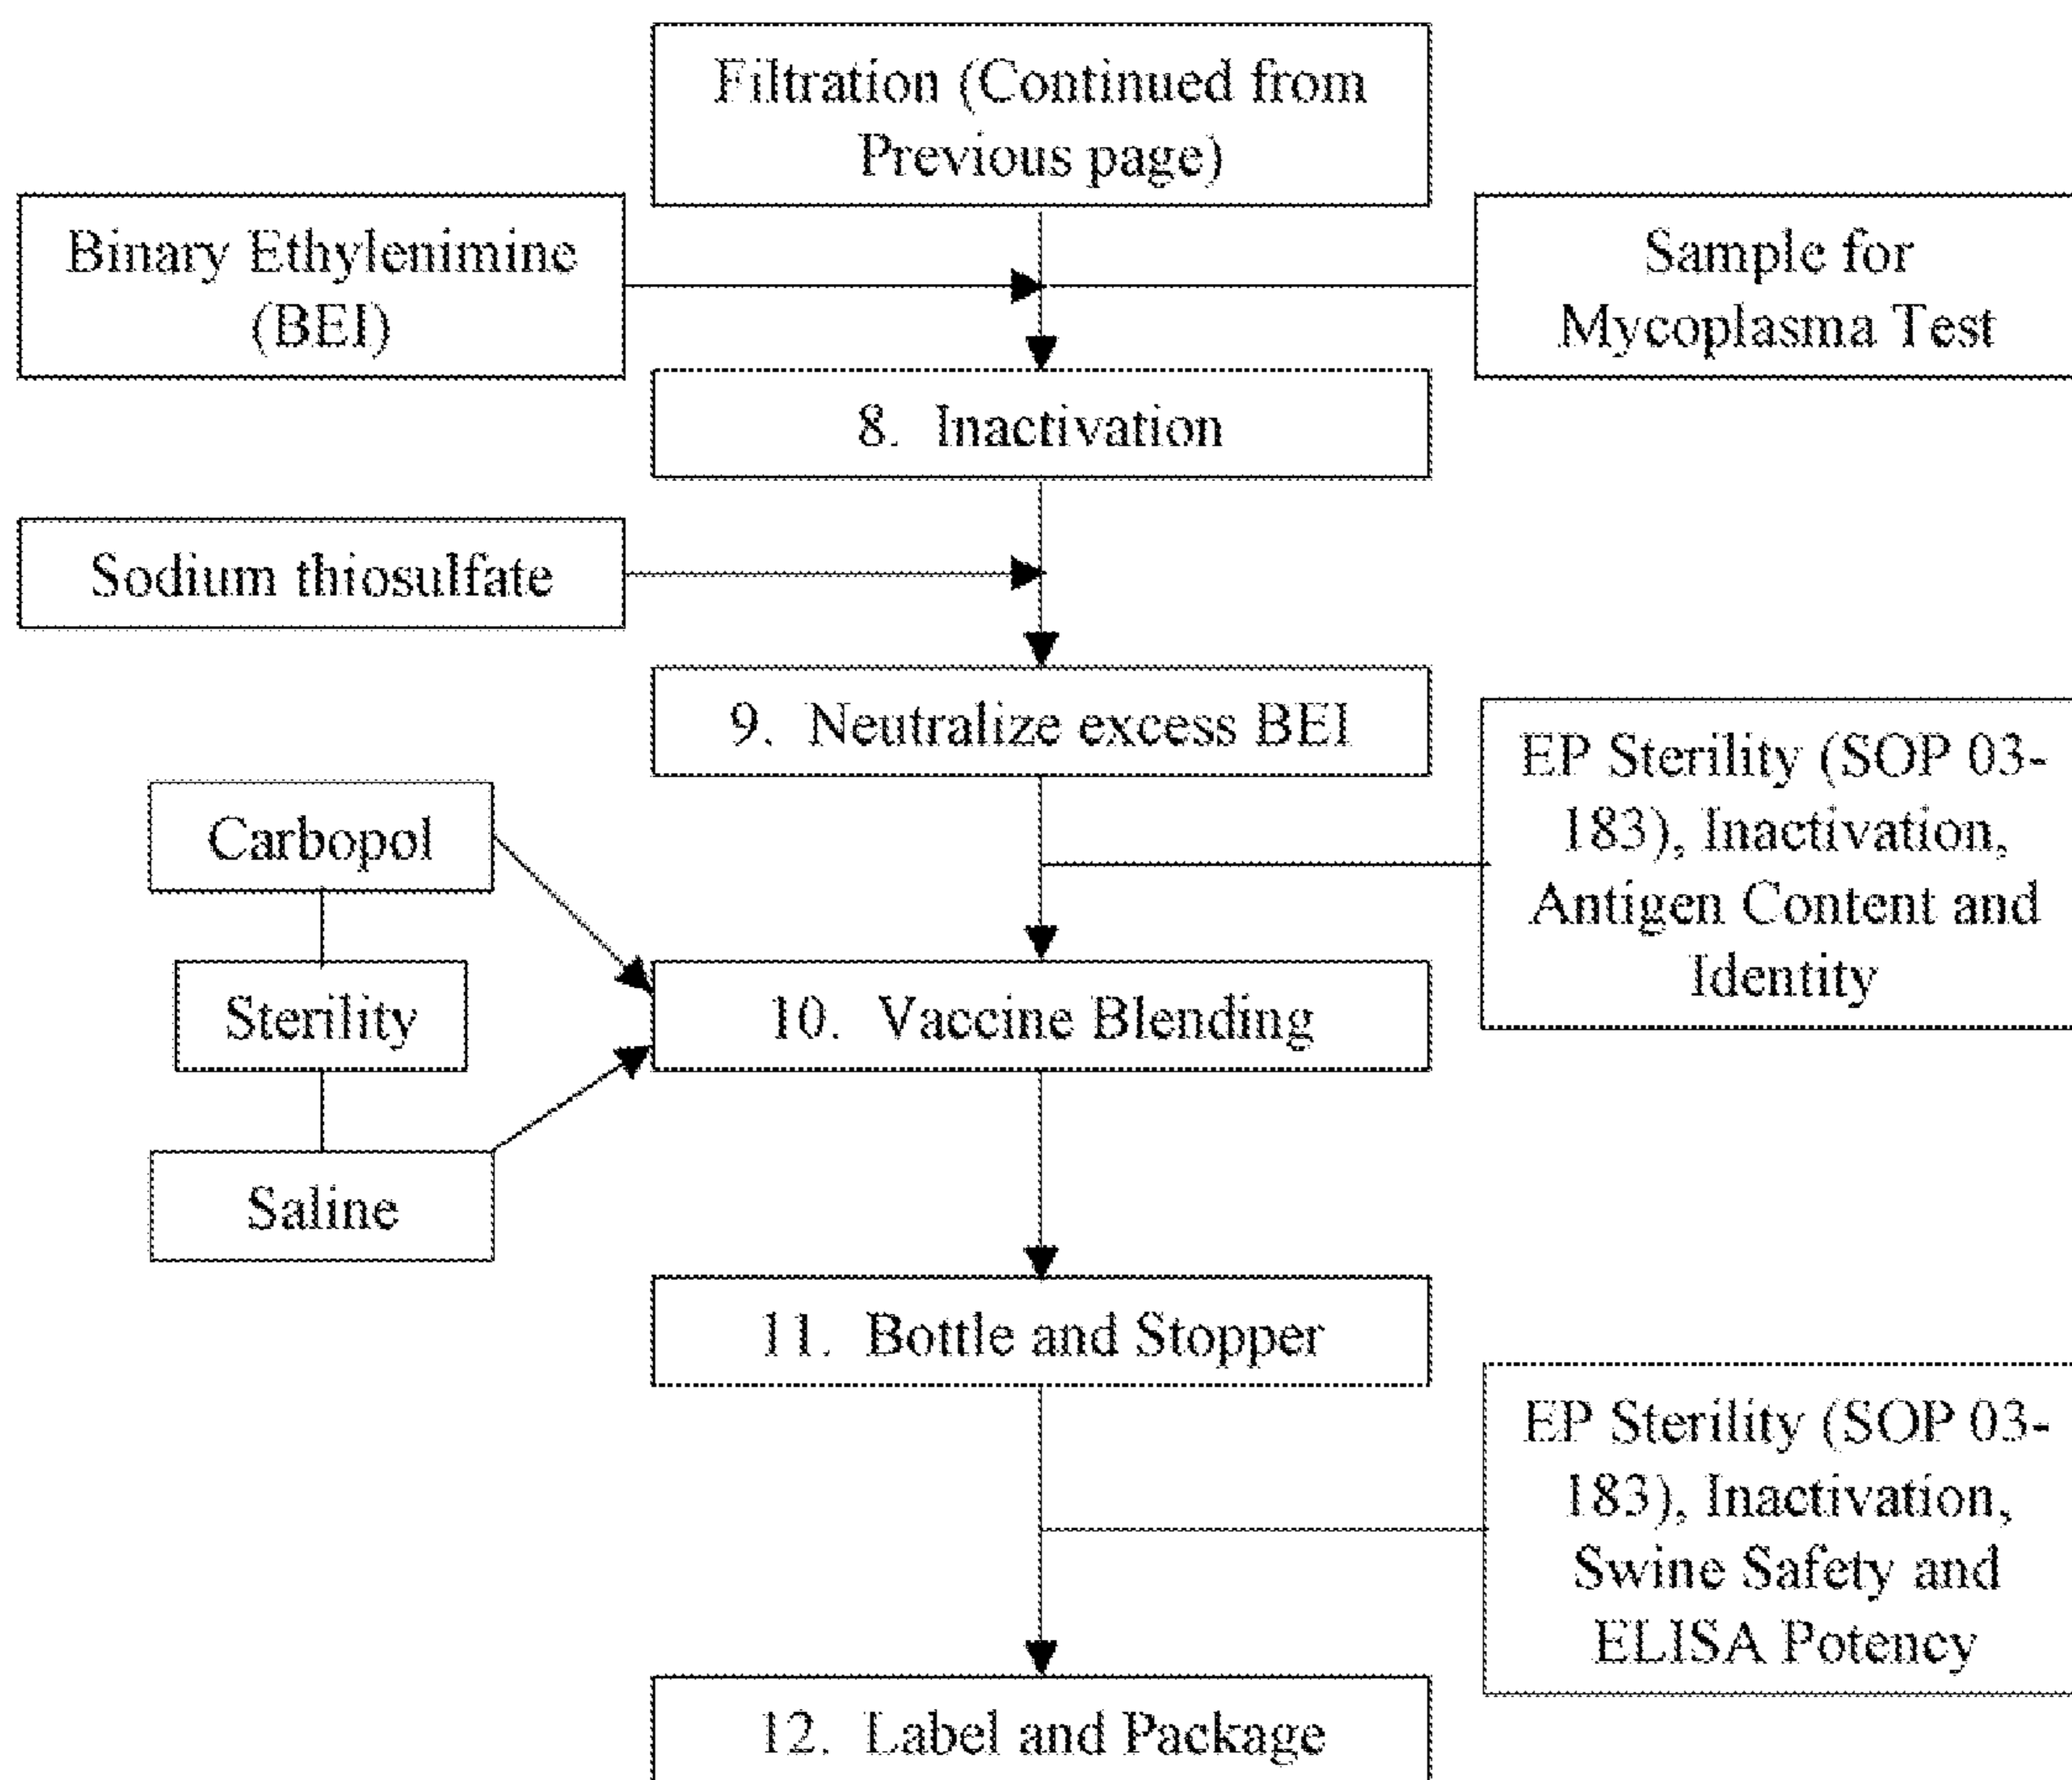 Filtration (Continued from
Previous page)
Binary Ethylenimine
(BEI)
Sample for
Mycoplasma Test
8. Inactivation
Sodium thiosulfate
9. Neutralize excess BEI
EP Sterility (SOP 03-
183), Inactivation,
Antigen Content and
Identity
Carbopol
Sterility
10. Vaccine Blending
Saline
11. Bottle and Stopper
EP Sterility (SOP 03-
183), Inactivation,
Swine Safety and
ELISA Potency
12. Label and Package